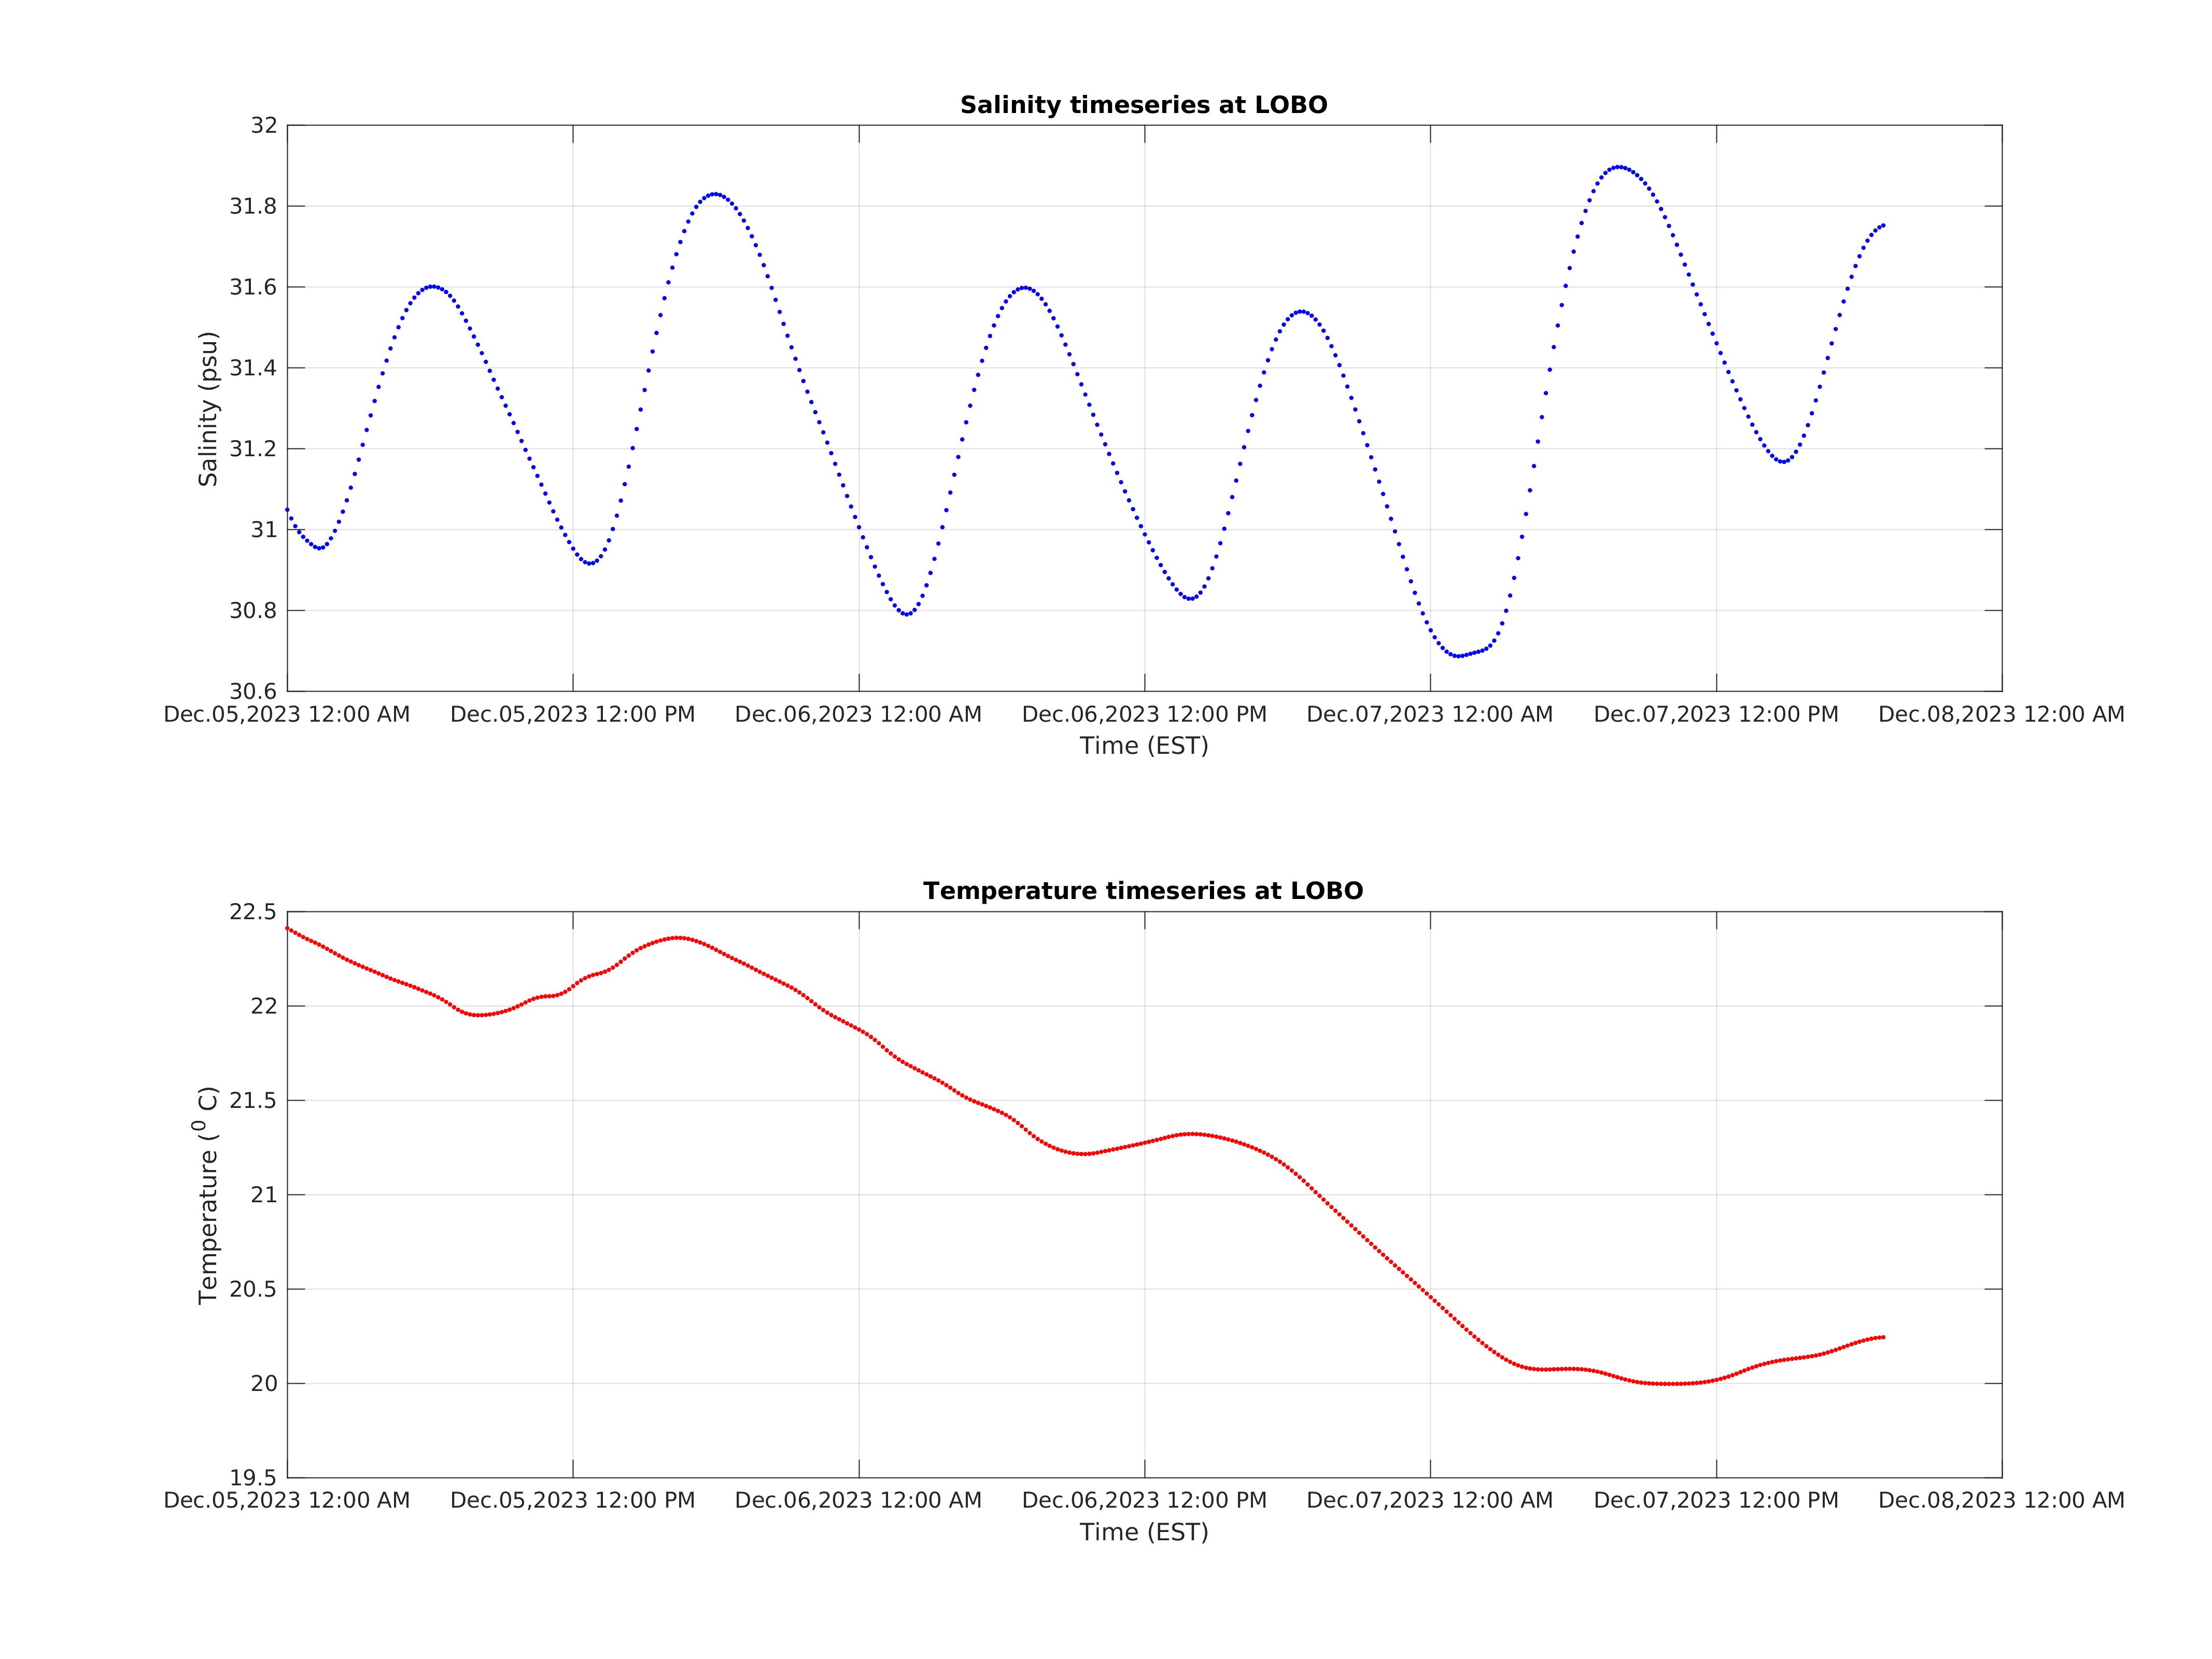 Salinity timeseries at LOBO
32
31.8
31.6
31.4
31.2
31
30.8
30.6
Salinity (psu)
Dec.05,2023 12:00 AM Dec.05,2023 12:00 PM Dec.06,2023 12:00 AM Dec.06,2023 12:00 PM Dec.07,2023 12:00 AM Dec.07,2023 12:00 PM Dec.08,2023 12:00 AM
Time (EST)
Temperature timeseries at LOBO
22.5
22
21.5
21
20.5
20
19.5
Temperature (⁰ C)
Dec.05,2023 12:00 AM Dec.05,2023 12:00 PM Dec.06,2023 12:00 AM Dec.06,2023 12:00 PM Dec.07,2023 12:00 AM Dec.07,2023 12:00 PM Dec.08,2023 12:00 AM
Time (EST)